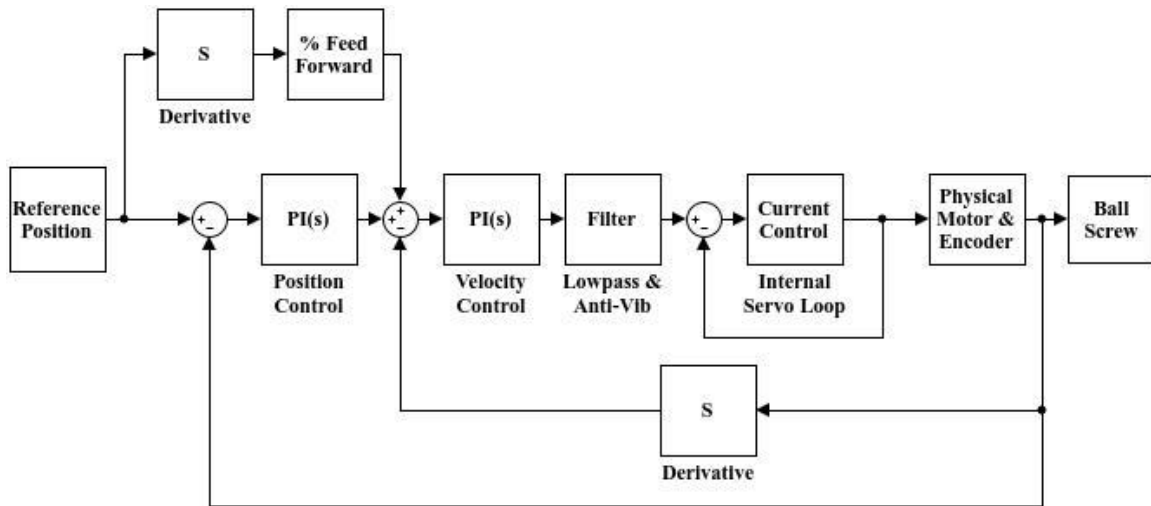 S
Derivative
% Feed
Forward
Reference
Position
+
−
PI(s)
Position
Control
+
+
−
PI(s)
Velocity
Control
Filter
Lowpass &
Anti-Vib
+
−
Current
Control
Internal
Servo Loop
Physical
Motor &
Encoder
Ball
Screw
S
Derivative